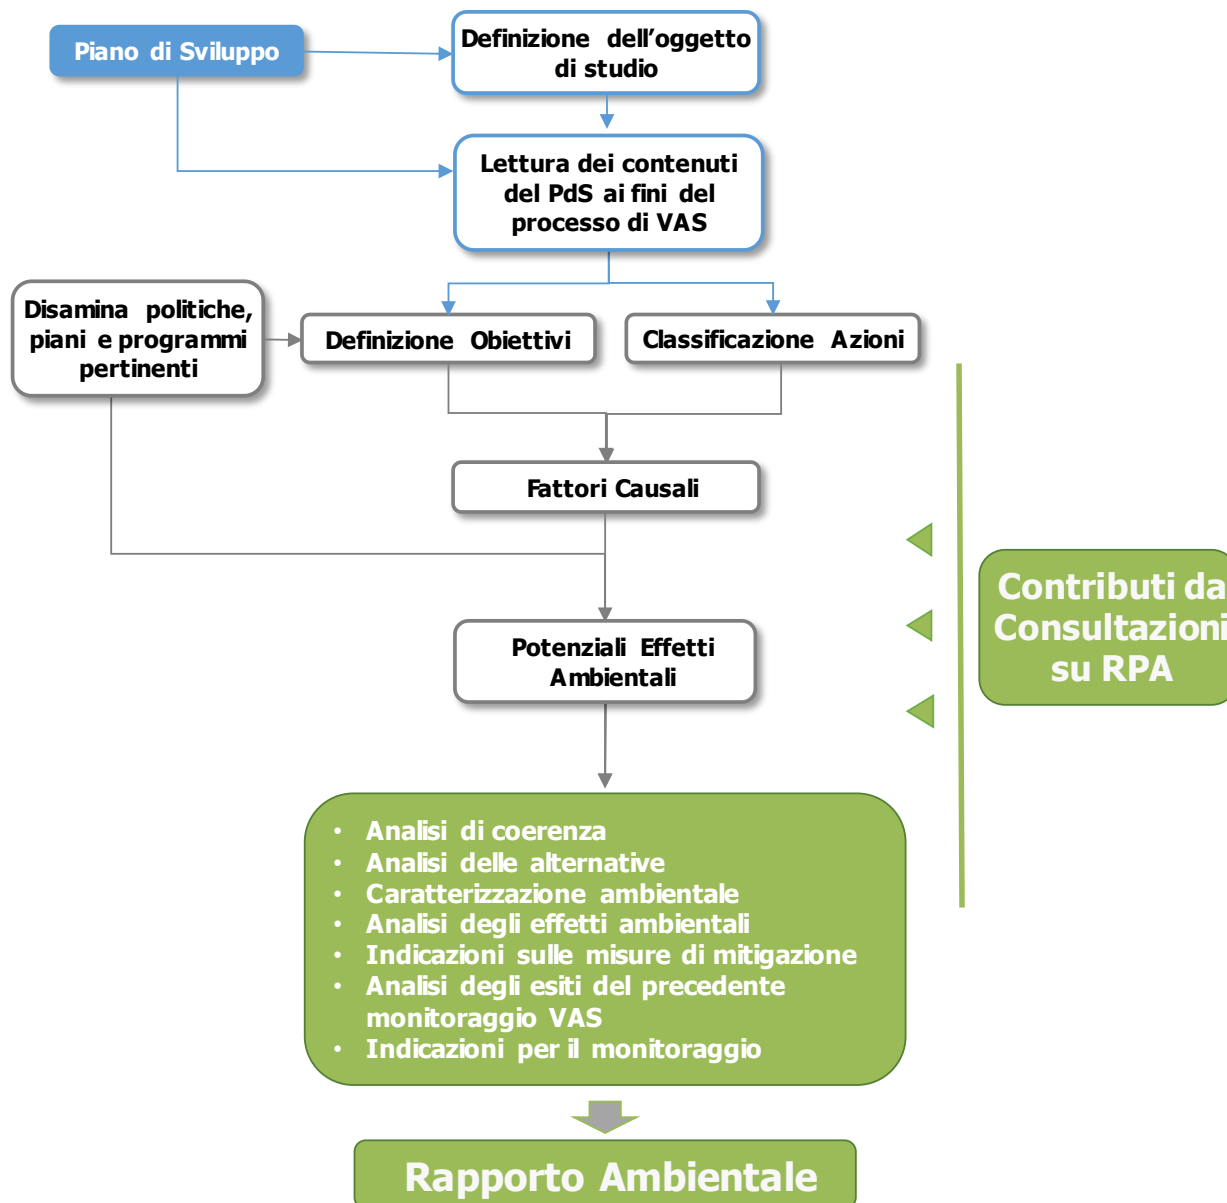 Piano di Sviluppo
Definizione dell’oggetto
di studio
Lettura dei contenuti
del PdS ai fini del
processo di VAS
Disamina politiche,
piani e programmi
pertinenti
Definizione Obiettivi
Classificazione Azioni
Fattori Causali
Contributi da
Consultazioni
su RPA
Potenziali Effetti
Ambientali
• Analisi di coerenza
• Analisi delle alternative
• Caratterizzazione ambientale
• Analisi degli effetti ambientali
• Indicazioni sulle misure di mitigazione
• Analisi degli esiti del precedente
monitoraggio VAS
• Indicazioni per il monitoraggio
Rapporto Ambientale